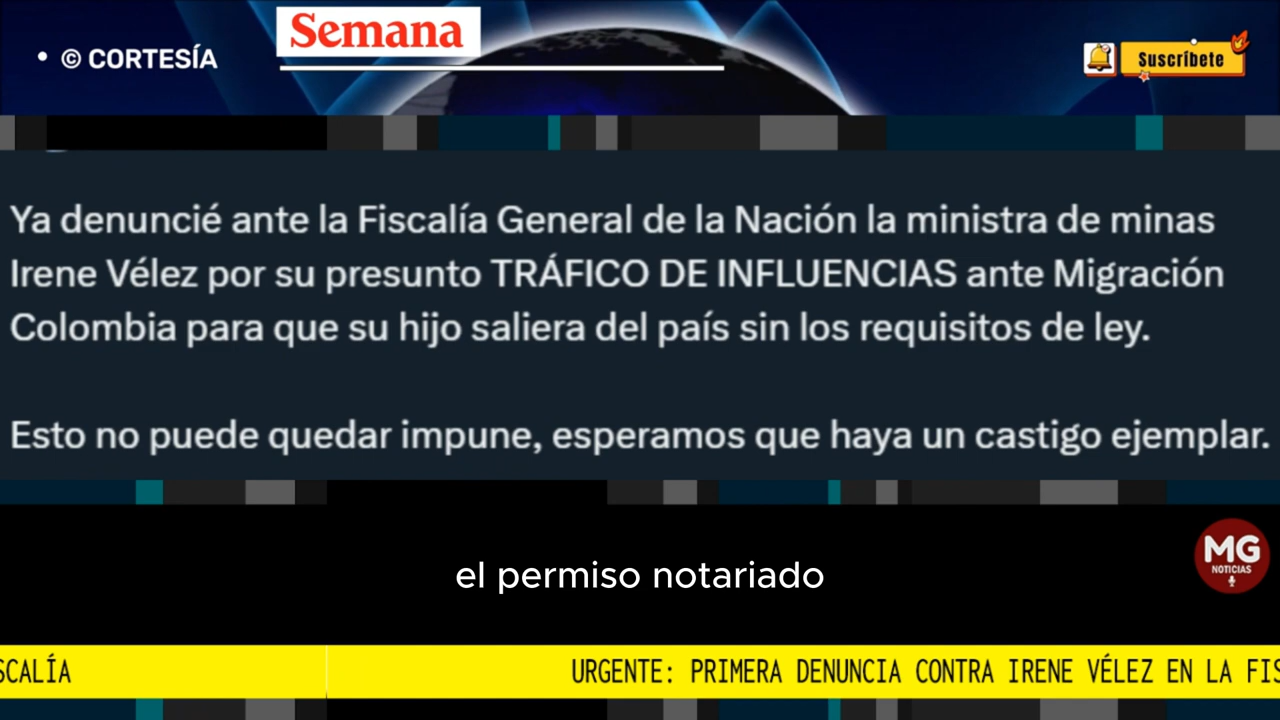 • © CORTESÍA
Semana
Suscríbete
Ya denuncié ante la Fiscalía General de la Nación la ministra de minas
Irene Vélez por su presunto TRÁFICO DE INFLUENCIAS ante Migración
Colombia para que su hijo saliera del país sin los requisitos de ley.
Esto no puede quedar impune, esperamos que haya un castigo ejemplar.
MG
NOTICIAS
el permiso notariado
SCALÍA
URGENTE: PRIMERA DENUNCIA CONTRA IRENE VÉLEZ EN LA FIS